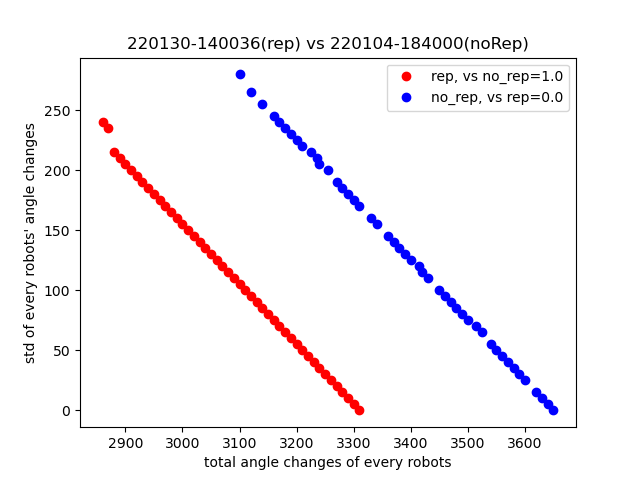 220130-140036(rep) vs 220104-184000(noRep)
rep, vs no_rep=1.0
no_rep, vs rep=0.0
std of every robots' angle changes
250
200
150
100
50
0
2900 3000 3100 3200 3300 3400 3500 3600
total angle changes of every robots